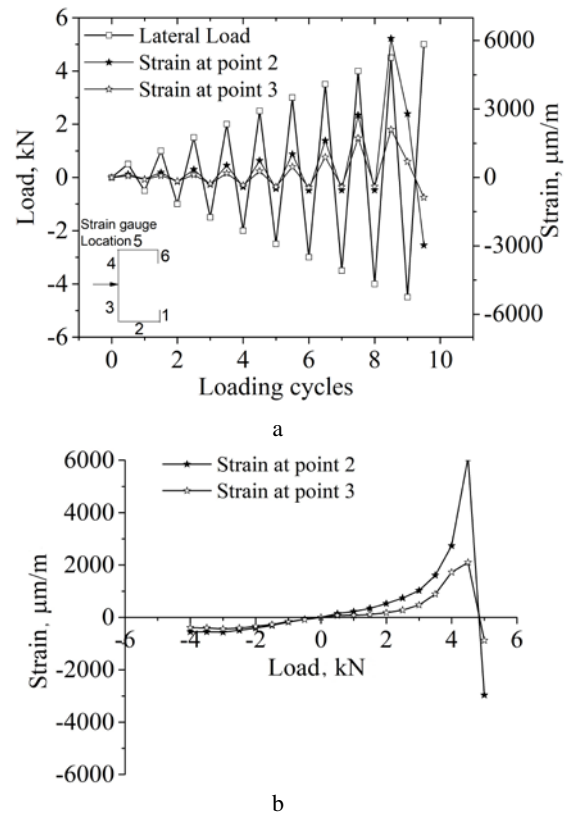 6
4
2
0
-2
-4
-6
Load, kN
Lateral Load
Strain at point 2
Strain at point 3
Strain gauge
Location
5
6
4
3
1
2
6000
3000
0
-3000
-6000
Strain, μm/m
0 2 4 6 8 10
Loading cycles
a
6000
4000
2000
0
-2000
-4000
-6000
Strain, μm/m
Strain at point 2
Strain at point 3
-6 -4 -2 0 2 4 6
Load, kN
b